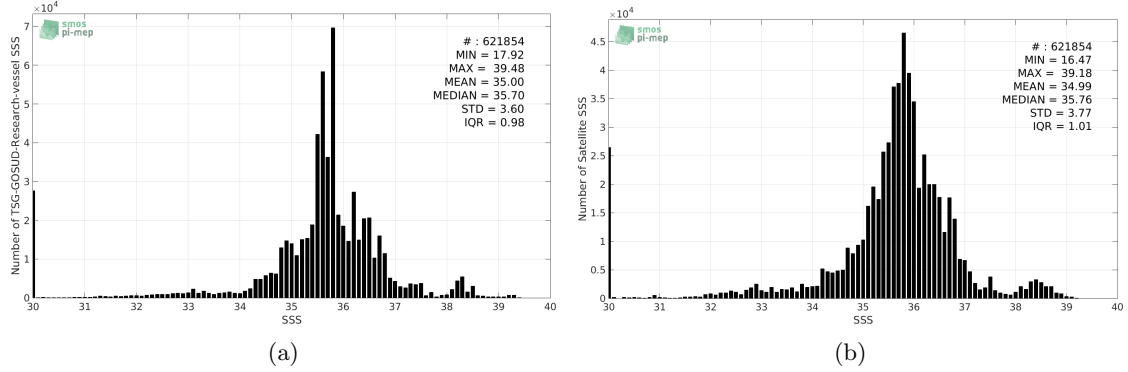 ×10⁴
smos
pi-mep
# : 621854
MIN = 17.92
MAX = 39.48
MEAN = 35.00
MEDIAN = 35.70
STD = 3.60
IQR = 0.98
Number of TSG-GOSUD-Research-vessel SSS
7
6
5
4
3
2
1
0
30 31 32 33 34 35 36 37 38 39 40
SSS
(a)
×10⁴
smos
pi-mep
# : 621854
MIN = 16.47
MAX = 39.18
MEAN = 34.99
MEDIAN = 35.76
STD = 3.77
IQR = 1.01
Number of Satellite SSS
4.5
4
3.5
3
2.5
2
1.5
1
0.5
0
30 31 32 33 34 35 36 37 38 39 40
SSS
(b)